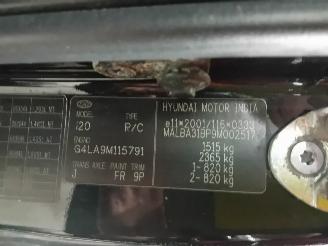 HYUNDAI MOTOR INDIA
e11*2001/116*0333
MALBA319P9M002517
1515 kg
2365 kg
1- 820 kg
2- 820 kg
MODEL TYPE
i20 R/C
ENGINE
G4LA9M115791
TRANS AXLE PAINT TRIM
J FR 9P